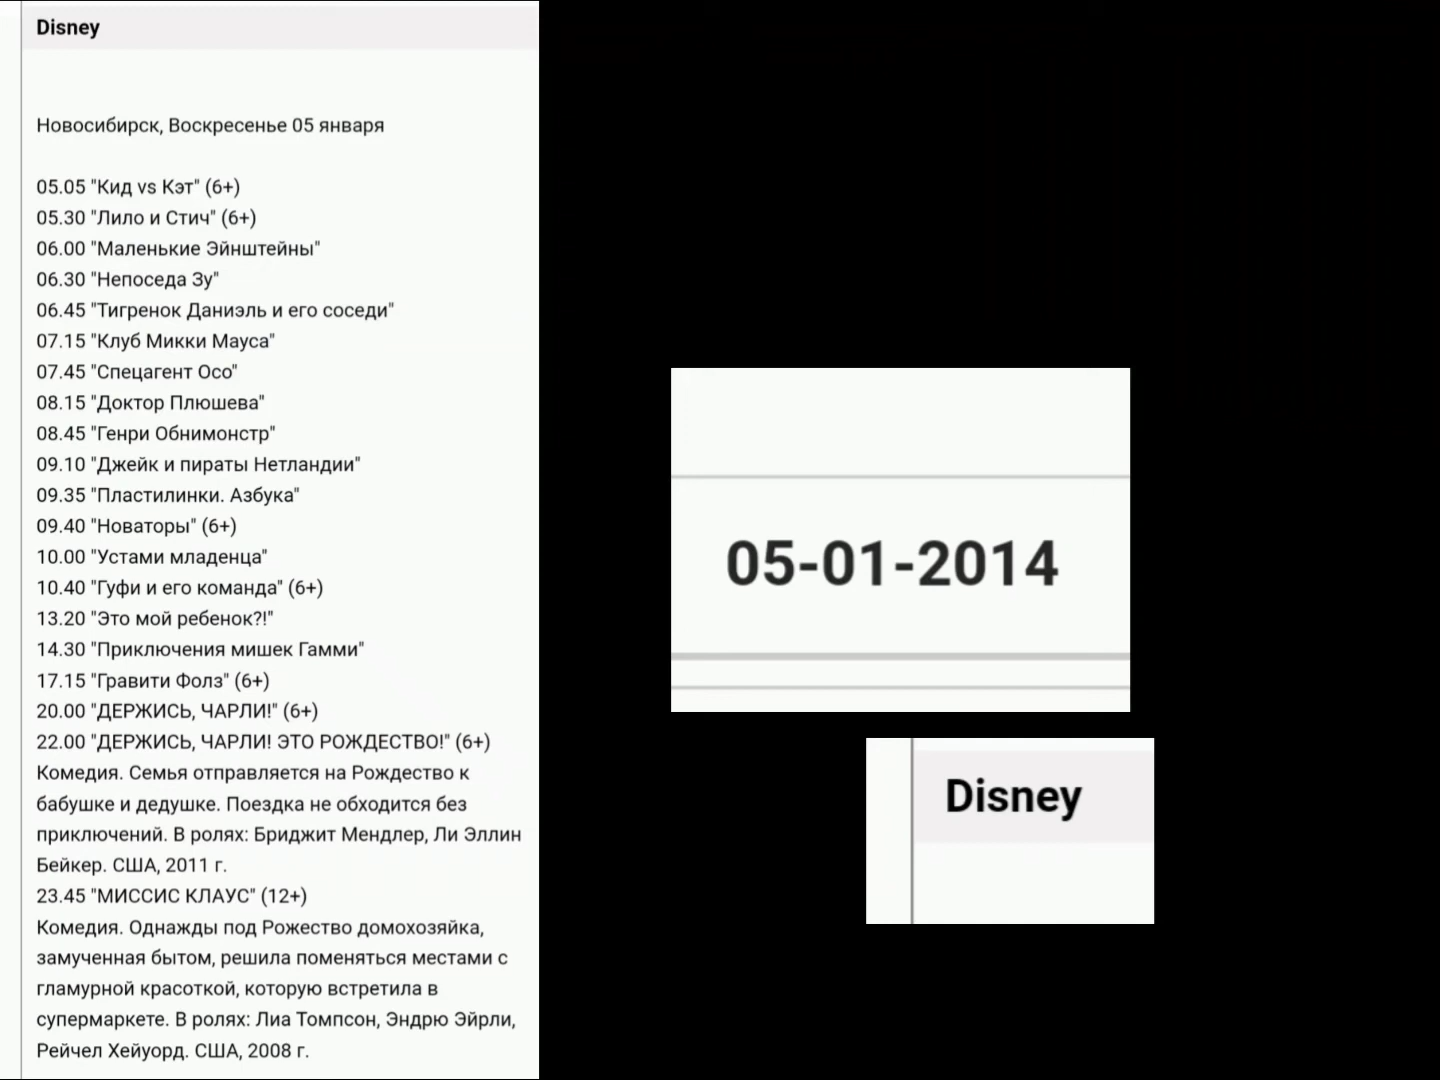 Disney
Новосибирск, Воскресенье 05 января
05.05 "Кид vs Кэт" (6+)
05.30 "Лило и Стич" (6+)
06.00 "Маленькие Эйнштейны"
06.30 "Непоседа Зу"
06.45 "Тигренок Даниэль и его соседи"
07.15 "Клуб Микки Мауса"
07.45 "Спецагент Осо"
08.15 "Доктор Плюшева"
08.45 "Генри Обнимонстр"
09.10 "Джейк и пираты Нетландии"
09.35 "Пластилинки. Азбука"
09.40 "Новаторы" (6+)
10.00 "Устами младенца"
10.40 "Гуфи и его команда" (6+)
13.20 "Это мой ребенок?!"
14.30 "Приключения мишек Гамми"
17.15 "Гравити Фолз" (6+)
20.00 "ДЕРЖИСЬ, ЧАРЛИ!" (6+)
22.00 "ДЕРЖИСЬ, ЧАРЛИ! ЭТО РОЖДЕСТВО!" (6+)
Комедия. Семья отправляется на Рождество к
бабушке и дедушке. Поездка не обходится без
приключений. В ролях: Бриджит Мендлер, Ли Эллин
Бейкер. США, 2011 г.
23.45 "МИССИС КЛАУС" (12+)
Комедия. Однажды под Рожество домохозяйка,
замученная бытом, решила поменяться местами с
гламурной красоткой, которую встретила в
супермаркете. В ролях: Лиа Томпсон, Эндрю Эйрли,
Рейчел Хейуорд. США, 2008 г.
05-01-2014
Disney